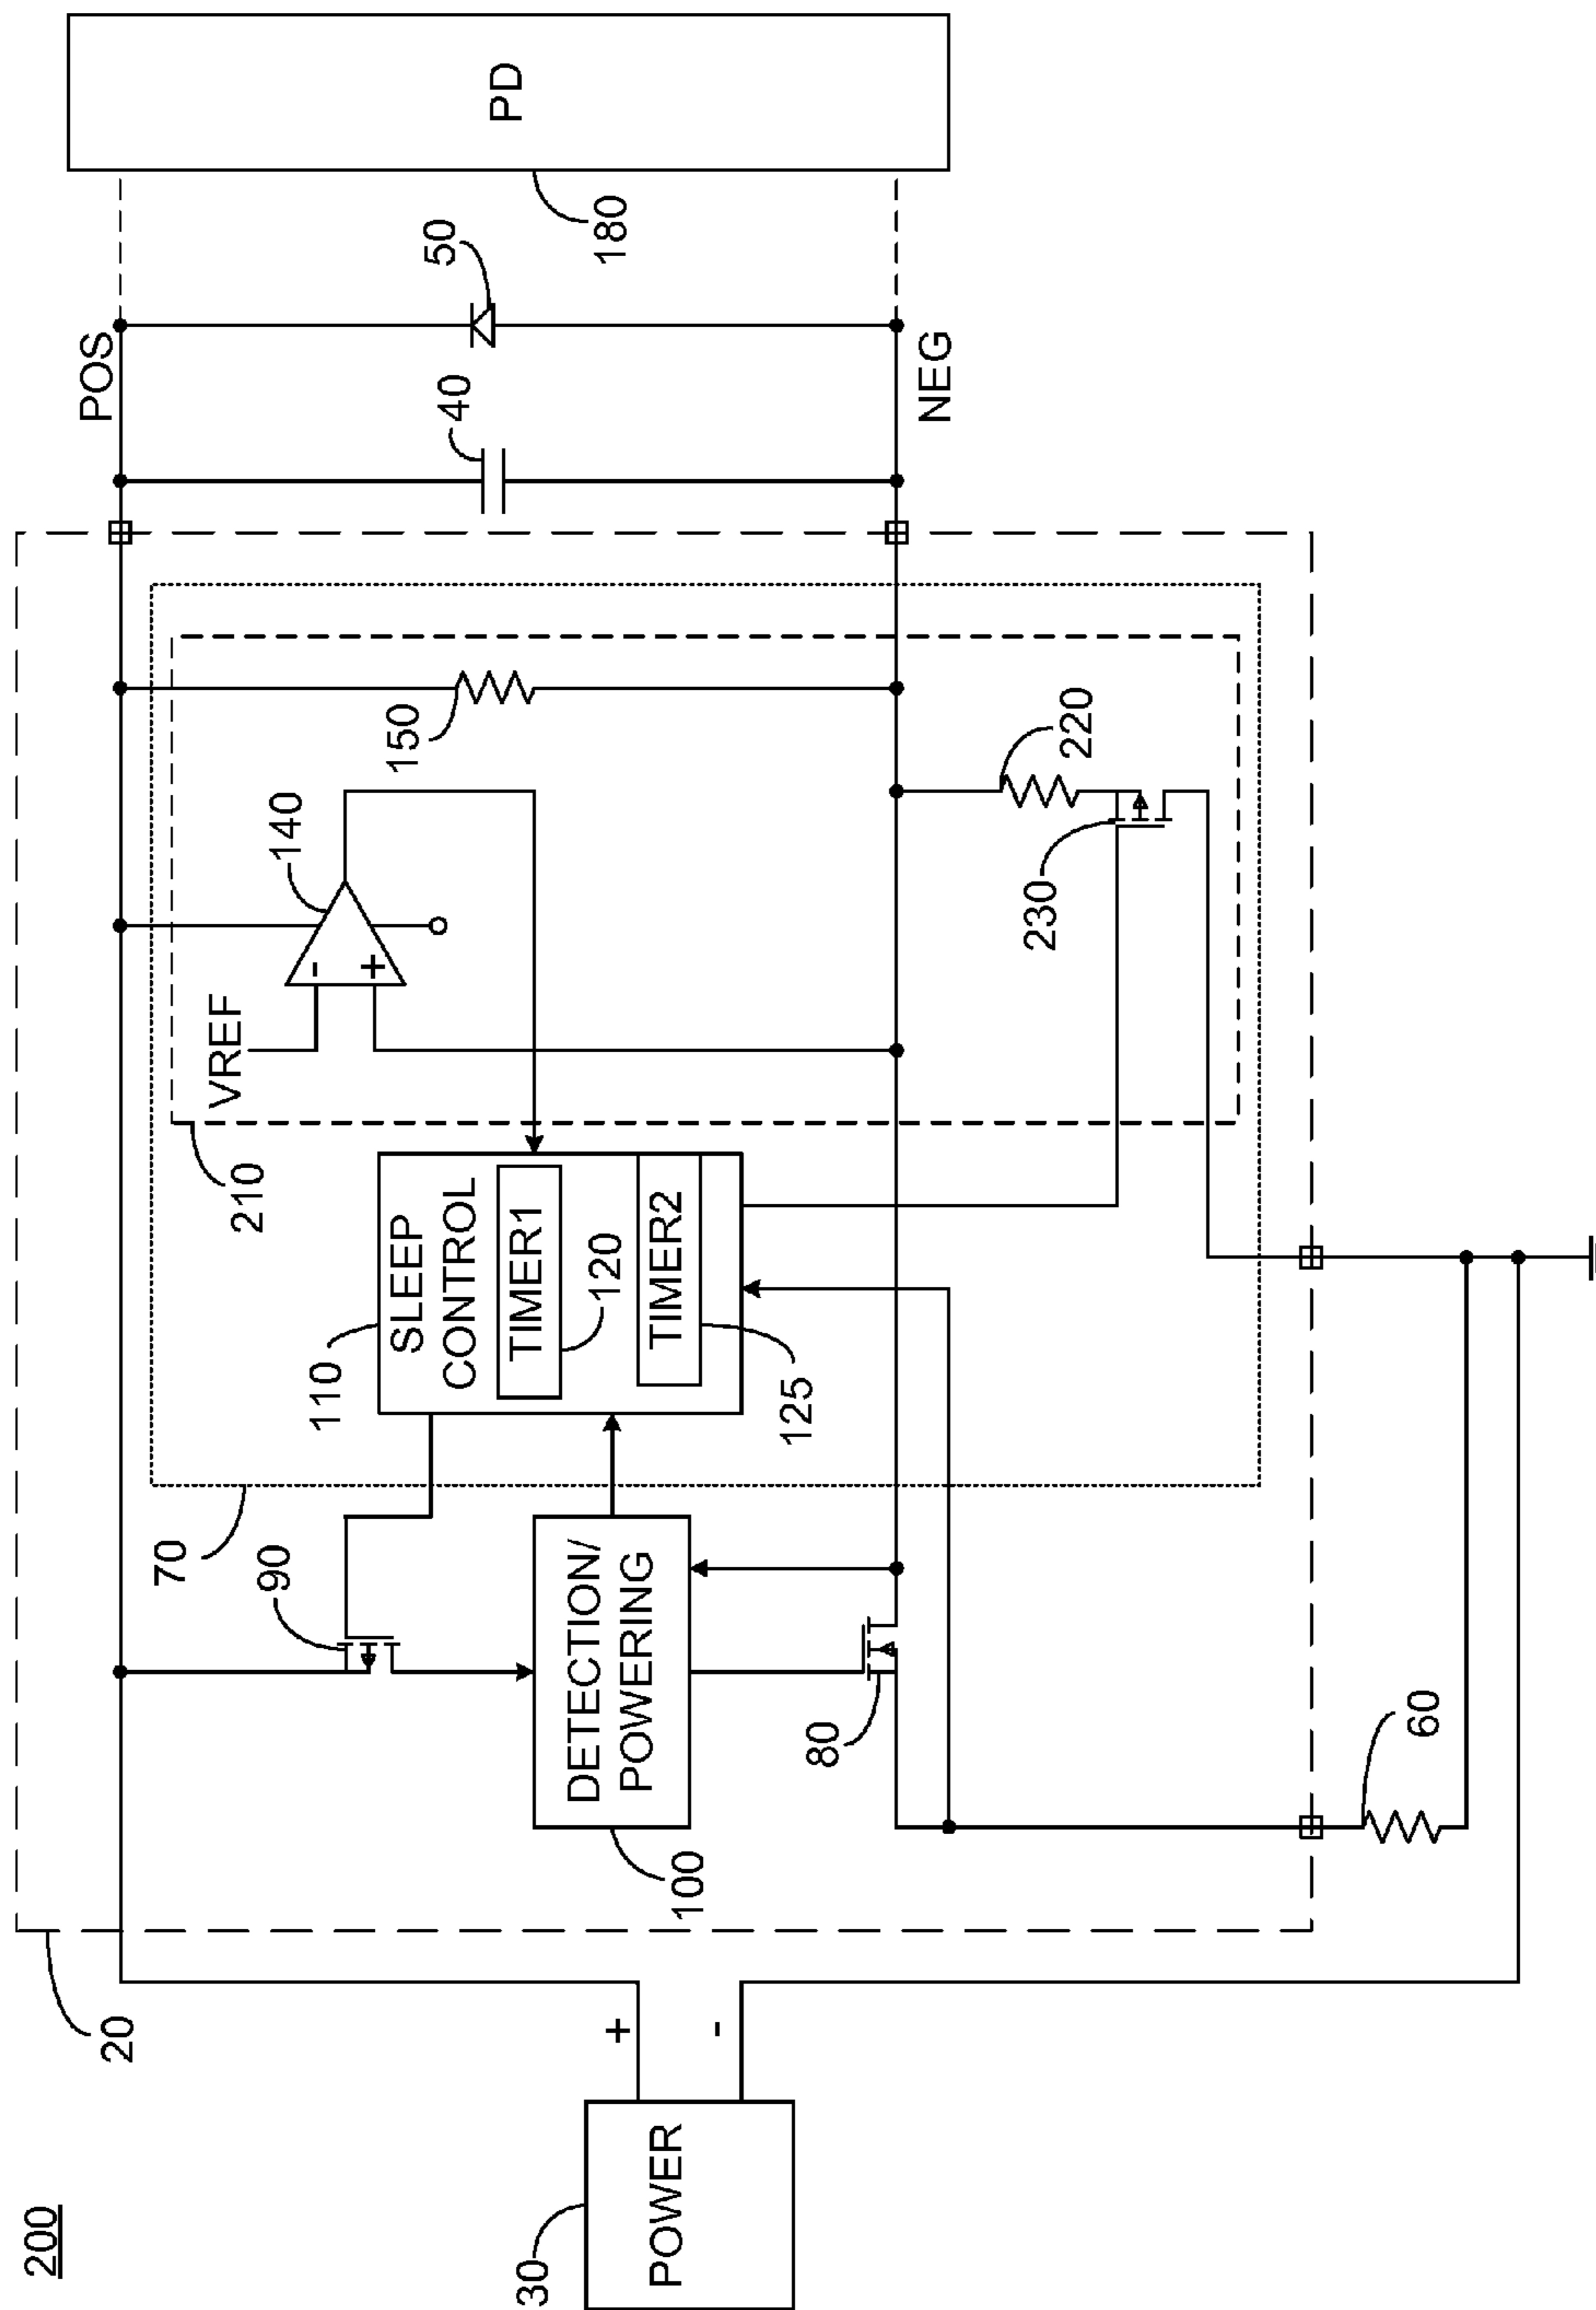 200
20
30
POWER
+
-
70
90
DETECTION/
POWERING
100
80
60
110
SLEEP
CONTROL
TIMER1
120
TIMER2
125
210
VREF
-
+
140
150
220
230
POS
NEG
40
50
180
PD